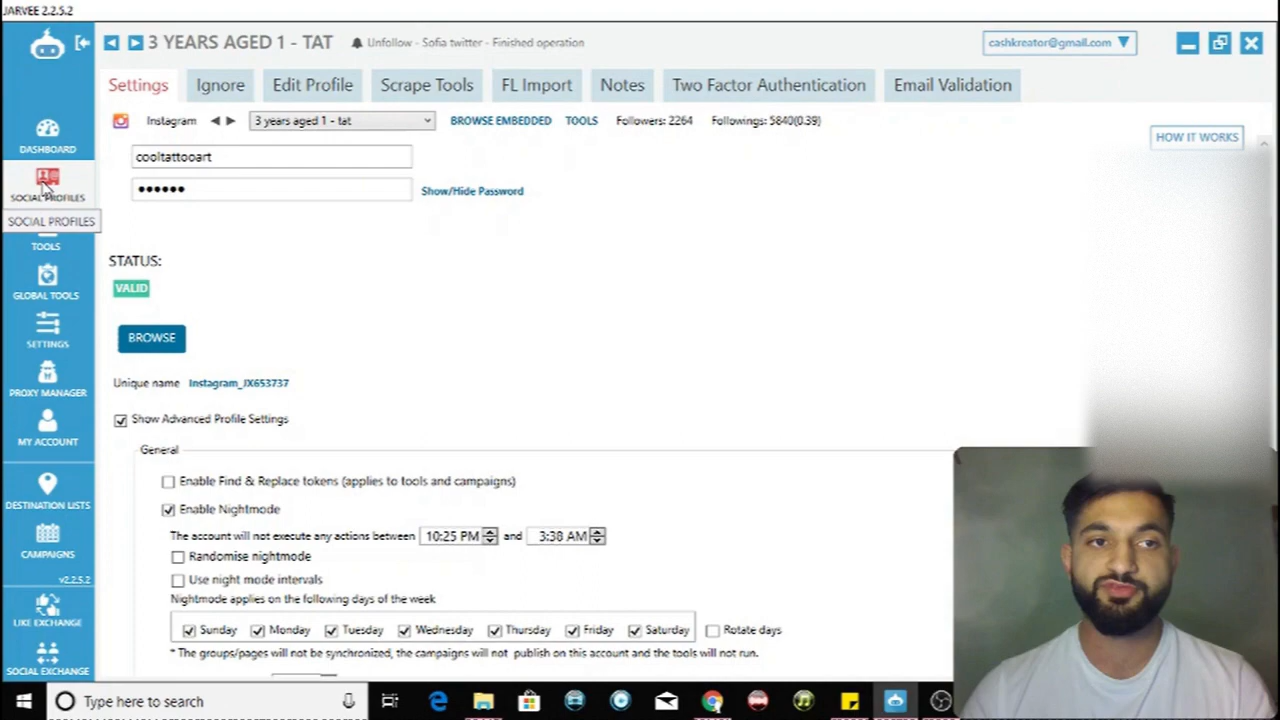 JARVEE 2.2.5.2
3 YEARS AGED 1 - TAT
Unfollow - Sofia twitter - Finished operation
cashkreator@gmail.com
Settings
Ignore
Edit Profile
Scrape Tools
FL Import
Notes
Two Factor Authentication
Email Validation
Instagram
3 years aged 1 - tat
BROWSE EMBEDDED
TOOLS
Followers: 2264
Followings: 5840(0.39)
HOW IT WORKS
DASHBOARD
SOCIAL PROFILES
SOCIAL PROFILES
TOOLS
GLOBAL TOOLS
SETTINGS
PROXY MANAGER
MY ACCOUNT
DESTINATION LISTS
CAMPAIGNS
v2.2.5.2
LIKE EXCHANGE
SOCIAL EXCHANGE
cooltattooart
••••••
Show/Hide Password
STATUS:
VALID
BROWSE
Unique name Instagram_JX653737
Show Advanced Profile Settings
General
Enable Find & Replace tokens (applies to tools and campaigns)
Enable Nightmode
The account will not execute any actions between 10:25 PM and 3:38 AM
Randomise nightmode
Use night mode intervals
Nightmode applies on the following days of the week
Sunday Monday Tuesday Wednesday Thursday Friday Saturday Rotate days
* The groups/pages will not be synchronized, the campaigns will not publish on this account and the tools will not run.
Type here to search